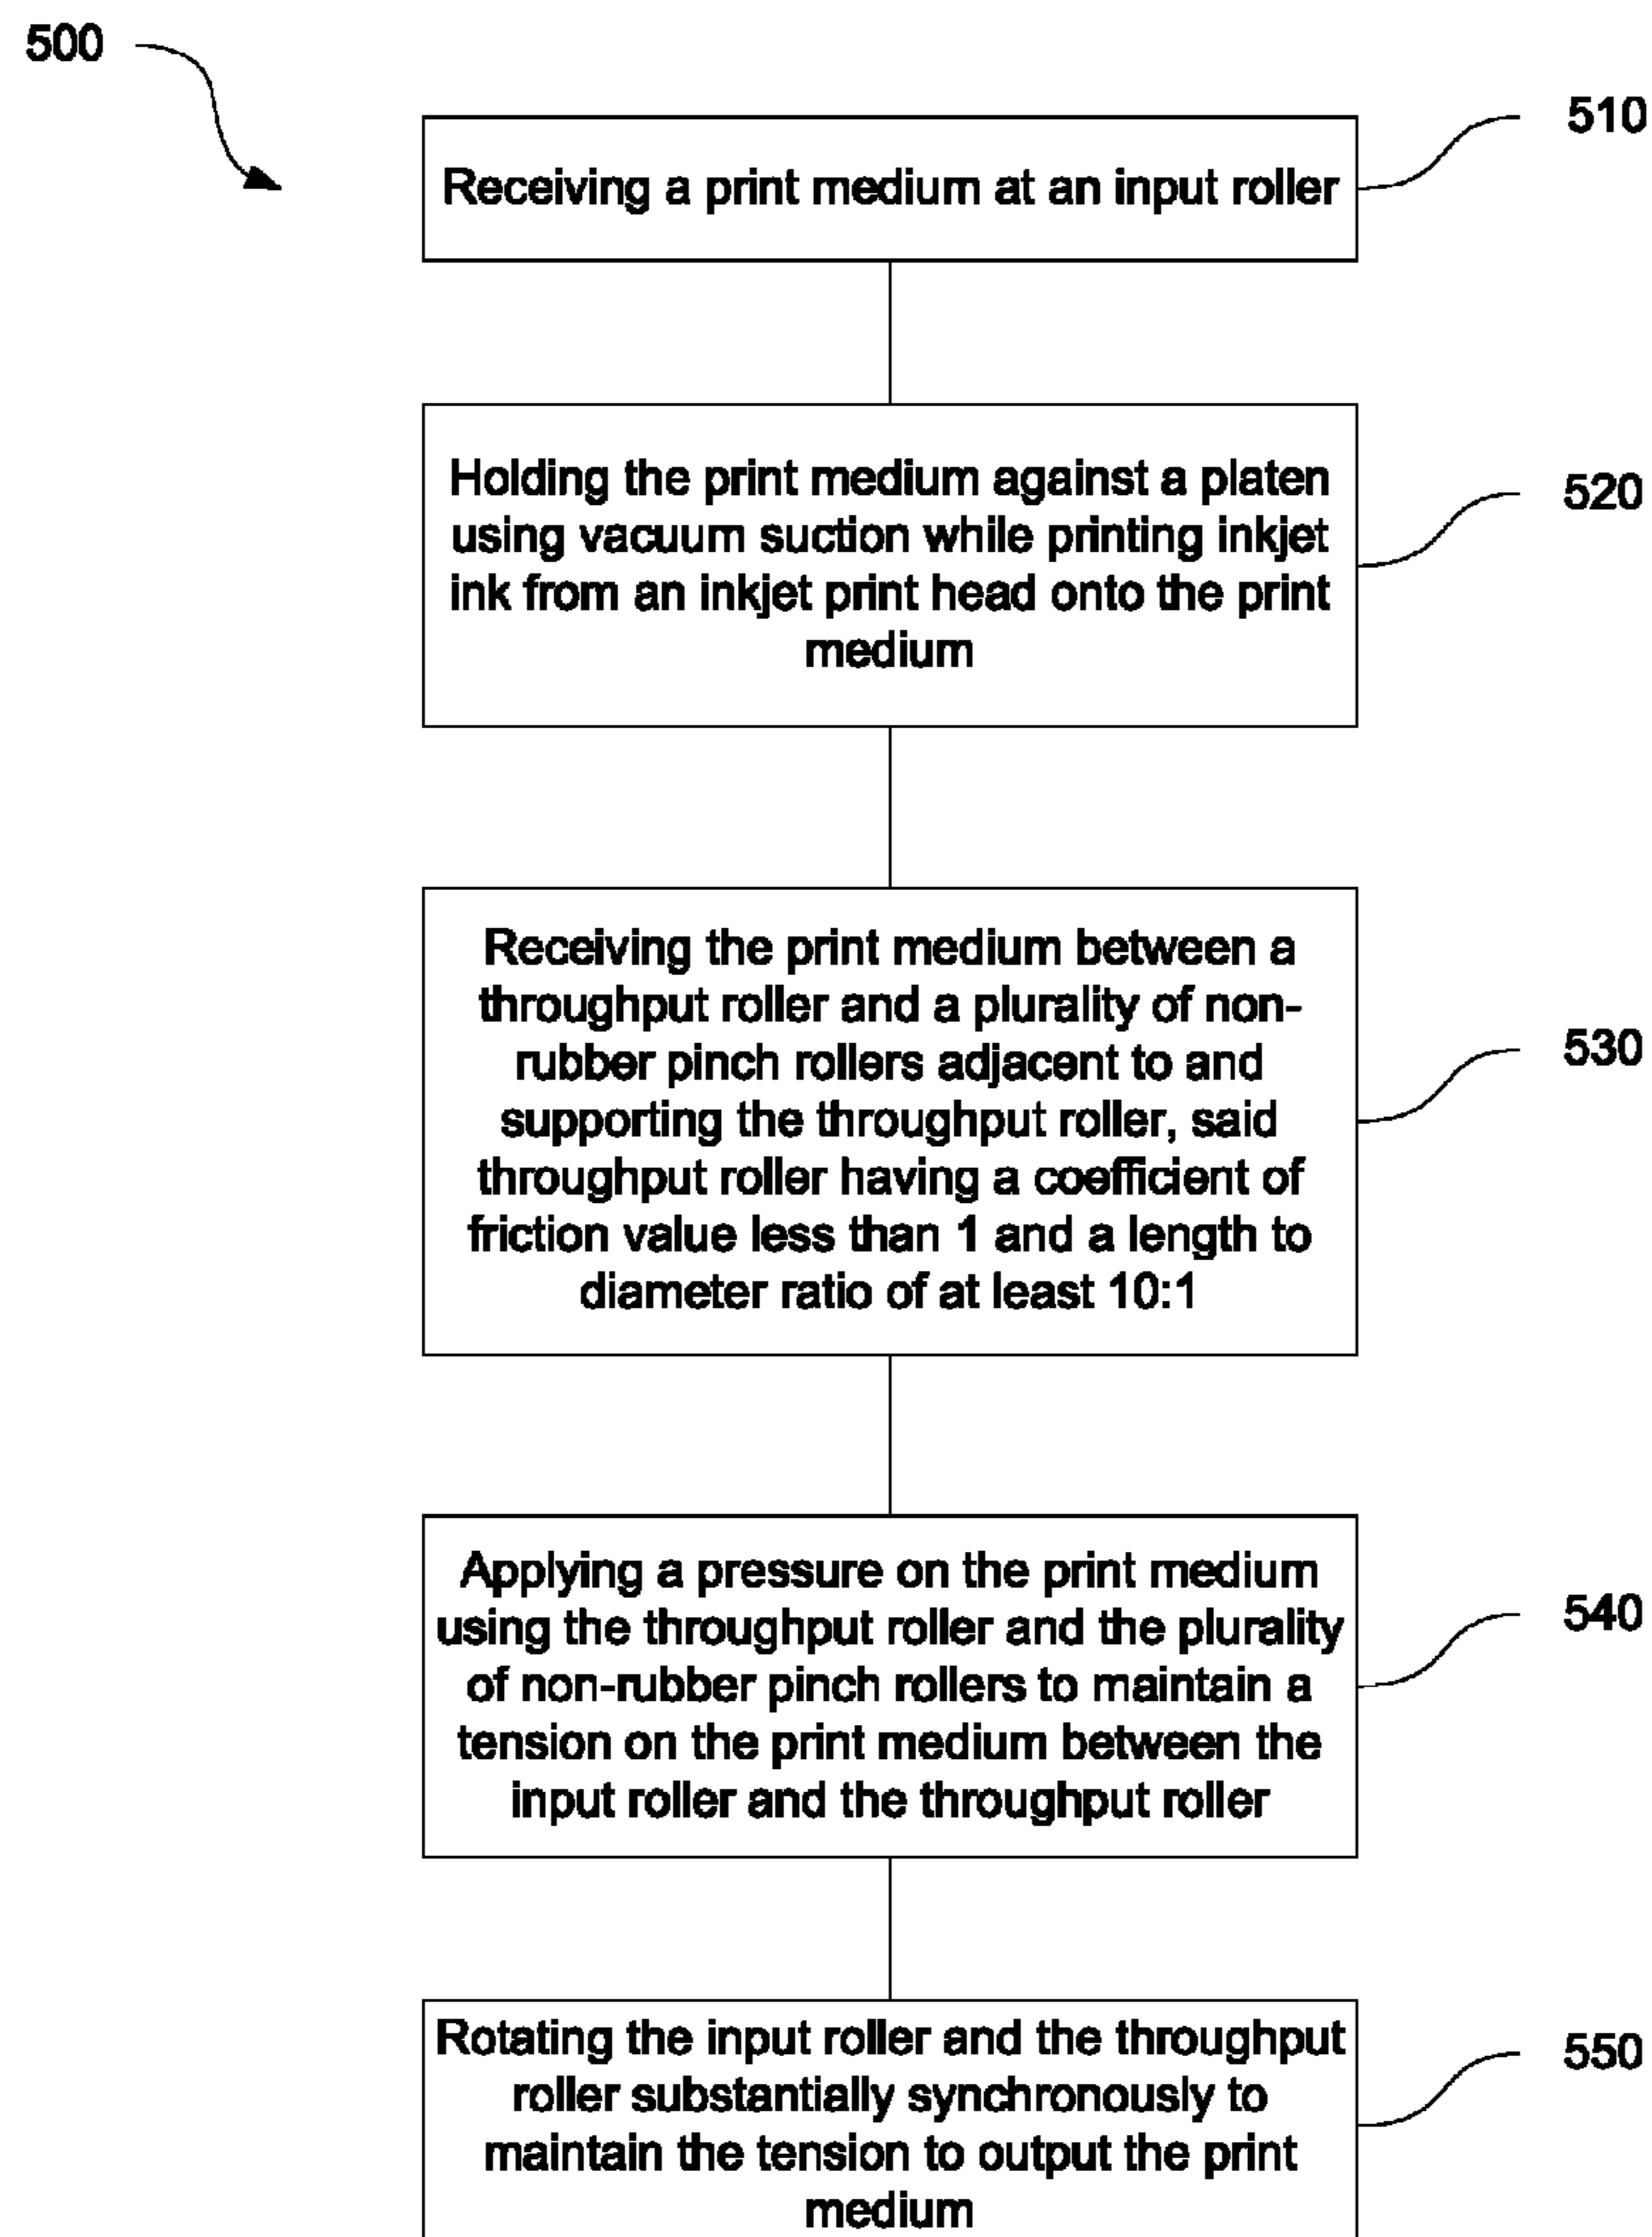 500
510
Receiving a print medium at an input roller
Holding the print medium against a platen
using vacuum suction while printing inkjet
ink from an inkjet print head onto the print
medium
520
Receiving the print medium between a
throughput roller and a plurality of non-
rubber pinch rollers adjacent to and
supporting the throughput roller, said
throughput roller having a coefficient of
friction value less than 1 and a length to
diameter ratio of at least 10:1
530
Applying a pressure on the print medium
using the throughput roller and the plurality
of non-rubber pinch rollers to maintain a
tension on the print medium between the
input roller and the throughput roller
540
Rotating the input roller and the throughput
roller substantially synchronously to
maintain the tension to output the print
medium
550